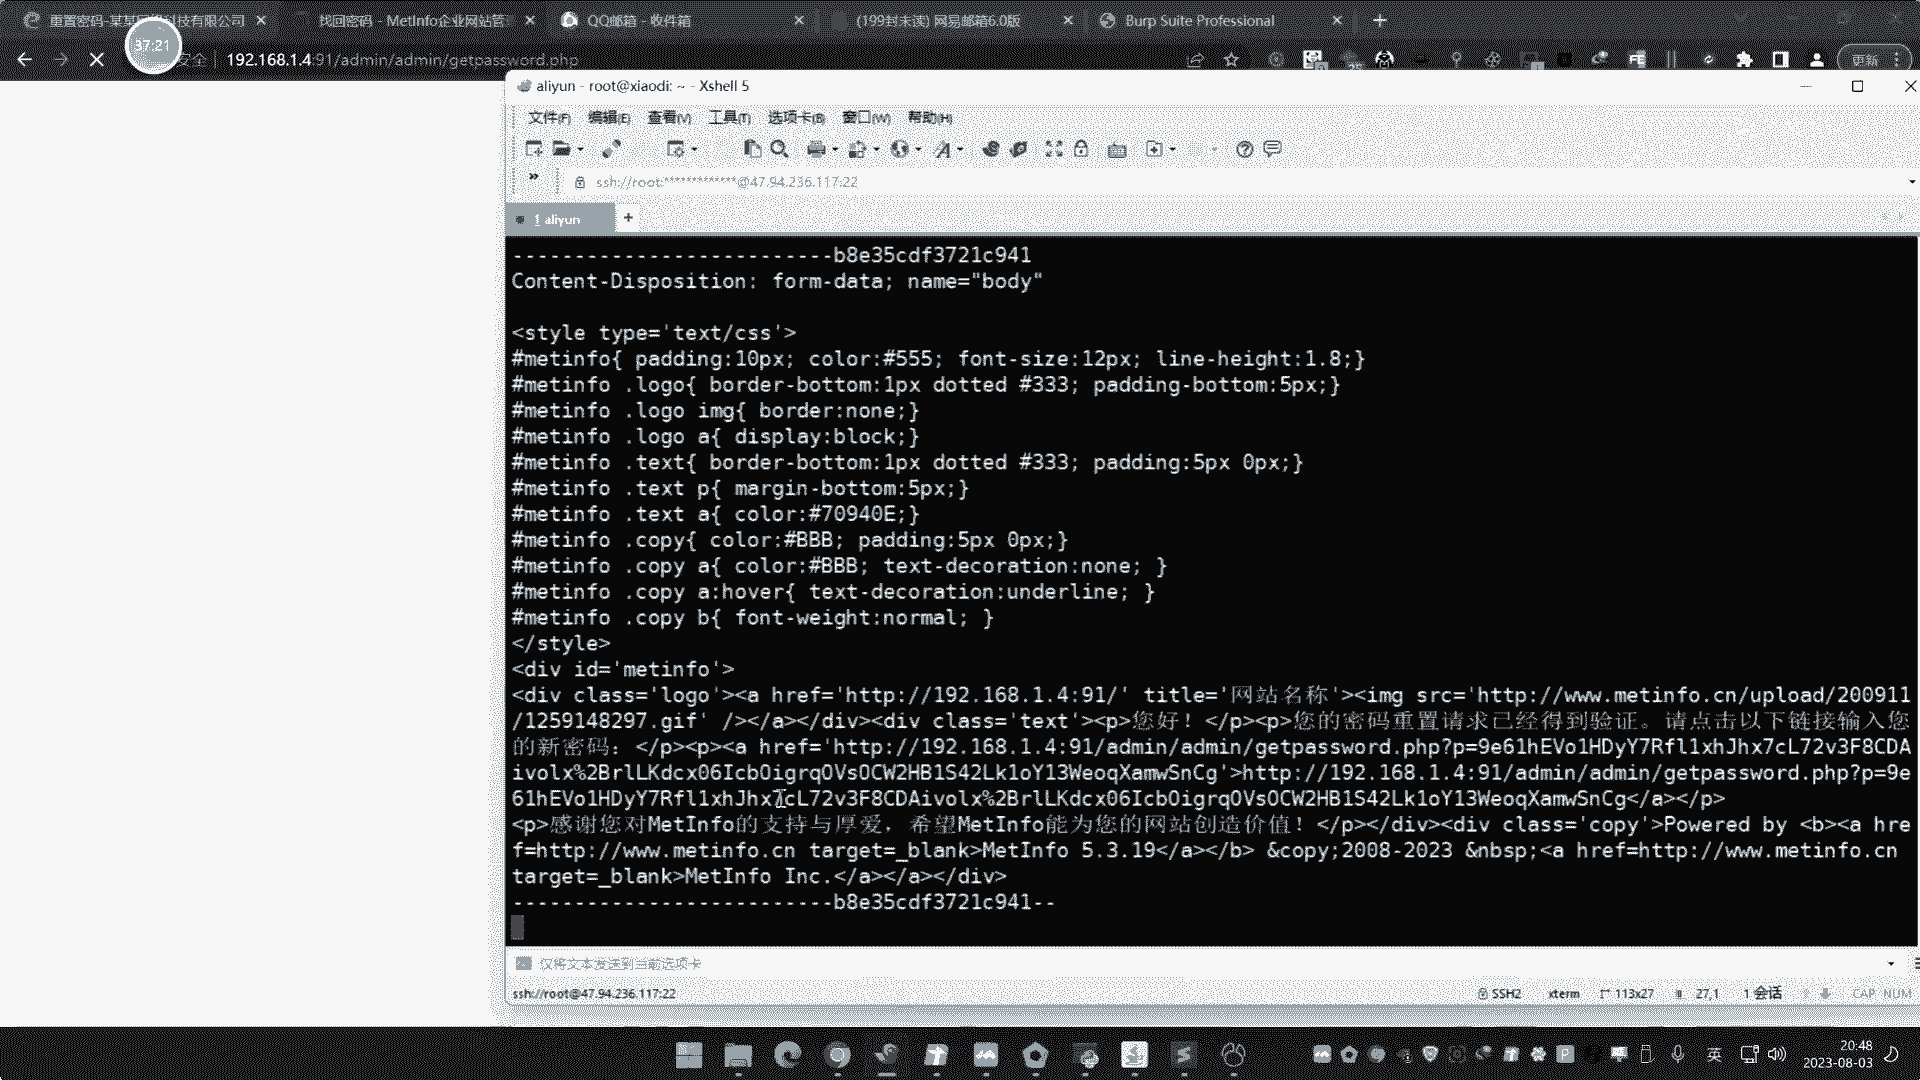 重置密码-某某网络科技有限公司
找回密码 - MetInfo企业网站管
QQ邮箱 - 收件箱
(199封未读) 网易邮箱6.0版
Burp Suite Professional
37:21
安全
192.168.1.4:91/admin/admin/getpassword.php
更新
aliyun - root@xiaodi: ~ - Xshell 5
文件(F) 编辑(E) 查看(V) 工具(T) 选项卡(B) 窗口(W) 帮助(H)
ssh://root:*************@47.94.236.117:22
1 aliyun
--------------------------b8e35cdf3721c941
Content-Disposition: form-data; name="body"
<style type='text/css'>
#metinfo{ padding:10px; color:#555; font-size:12px; line-height:1.8;}
#metinfo .logo{ border-bottom:1px dotted #333; padding-bottom:5px;}
#metinfo .logo img{ border:none;}
#metinfo .logo a{ display:block;}
#metinfo .text{ border-bottom:1px dotted #333; padding:5px 0px;}
#metinfo .text p{ margin-bottom:5px;}
#metinfo .text a{ color:#70940E;}
#metinfo .copy{ color:#BBB; padding:5px 0px;}
#metinfo .copy a{ color:#BBB; text-decoration:none; }
#metinfo .copy a:hover{ text-decoration:underline; }
#metinfo .copy b{ font-weight:normal; }
</style>
<div id='metinfo'>
<div class='logo'><a href='http://192.168.1.4:91/' title='网站名称'><img src='http://www.metinfo.cn/upload/200911
/1259148297.gif' /></a></div><div class='text'><p>您好！</p><p>您的密码重置请求已经得到验证。请点击以下链接输入您
的新密码：</p><p><a href='http://192.168.1.4:91/admin/admin/getpassword.php?p=9e61hEVo1HDyY7Rfl1xhJhx7cL72v3F8CDA
ivolx%2BrlLKdcx06IcbOigrqOVsOCW2HB1S42Lk1oY13WeoqXamwSnCg'>http://192.168.1.4:91/admin/admin/getpassword.php?p=9e
61hEVo1HDyY7Rfl1xhJhx7cL72v3F8CDAivolx%2BrlLKdcx06IcbOigrqOVsOCW2HB1S42Lk1oY13WeoqXamwSnCg</a></p>
<p>感谢您对MetInfo的支持与厚爱，希望MetInfo能为您的网站创造价值！</p></div><div class='copy'>Powered by <b><a hre
f=http://www.metinfo.cn target=_blank>MetInfo 5.3.19</a></b> &copy;2008-2023 &nbsp;<a href=http://www.metinfo.cn
target=_blank>MetInfo Inc.</a></a></div>
--------------------------b8e35cdf3721c941--
仅将文本发送到当前选项卡
ssh://root@47.94.236.117:22
SSH2 xterm 113x27 27,1 1 会话 CAP NUM
英
20:48
2023-08-03